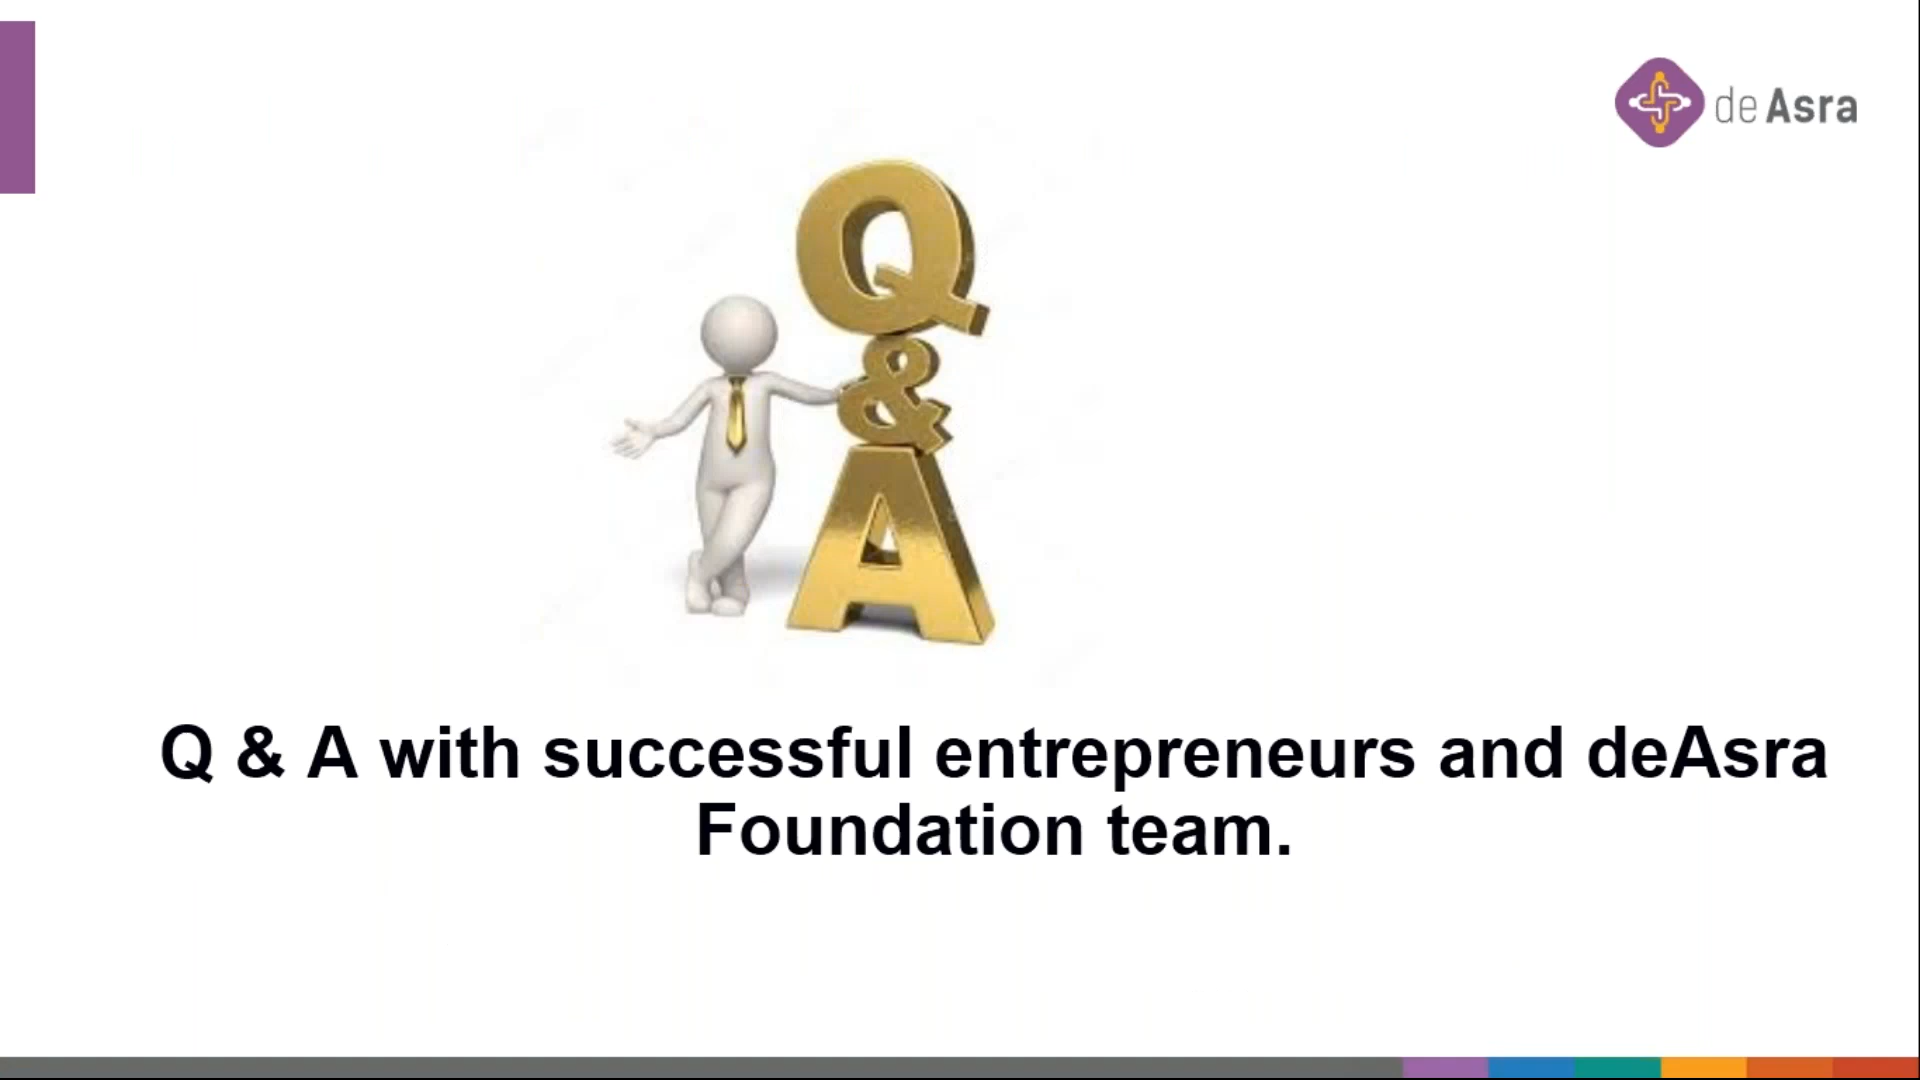 de Asra
Q
&
A
Q & A with successful entrepreneurs and deAsra
Foundation team.